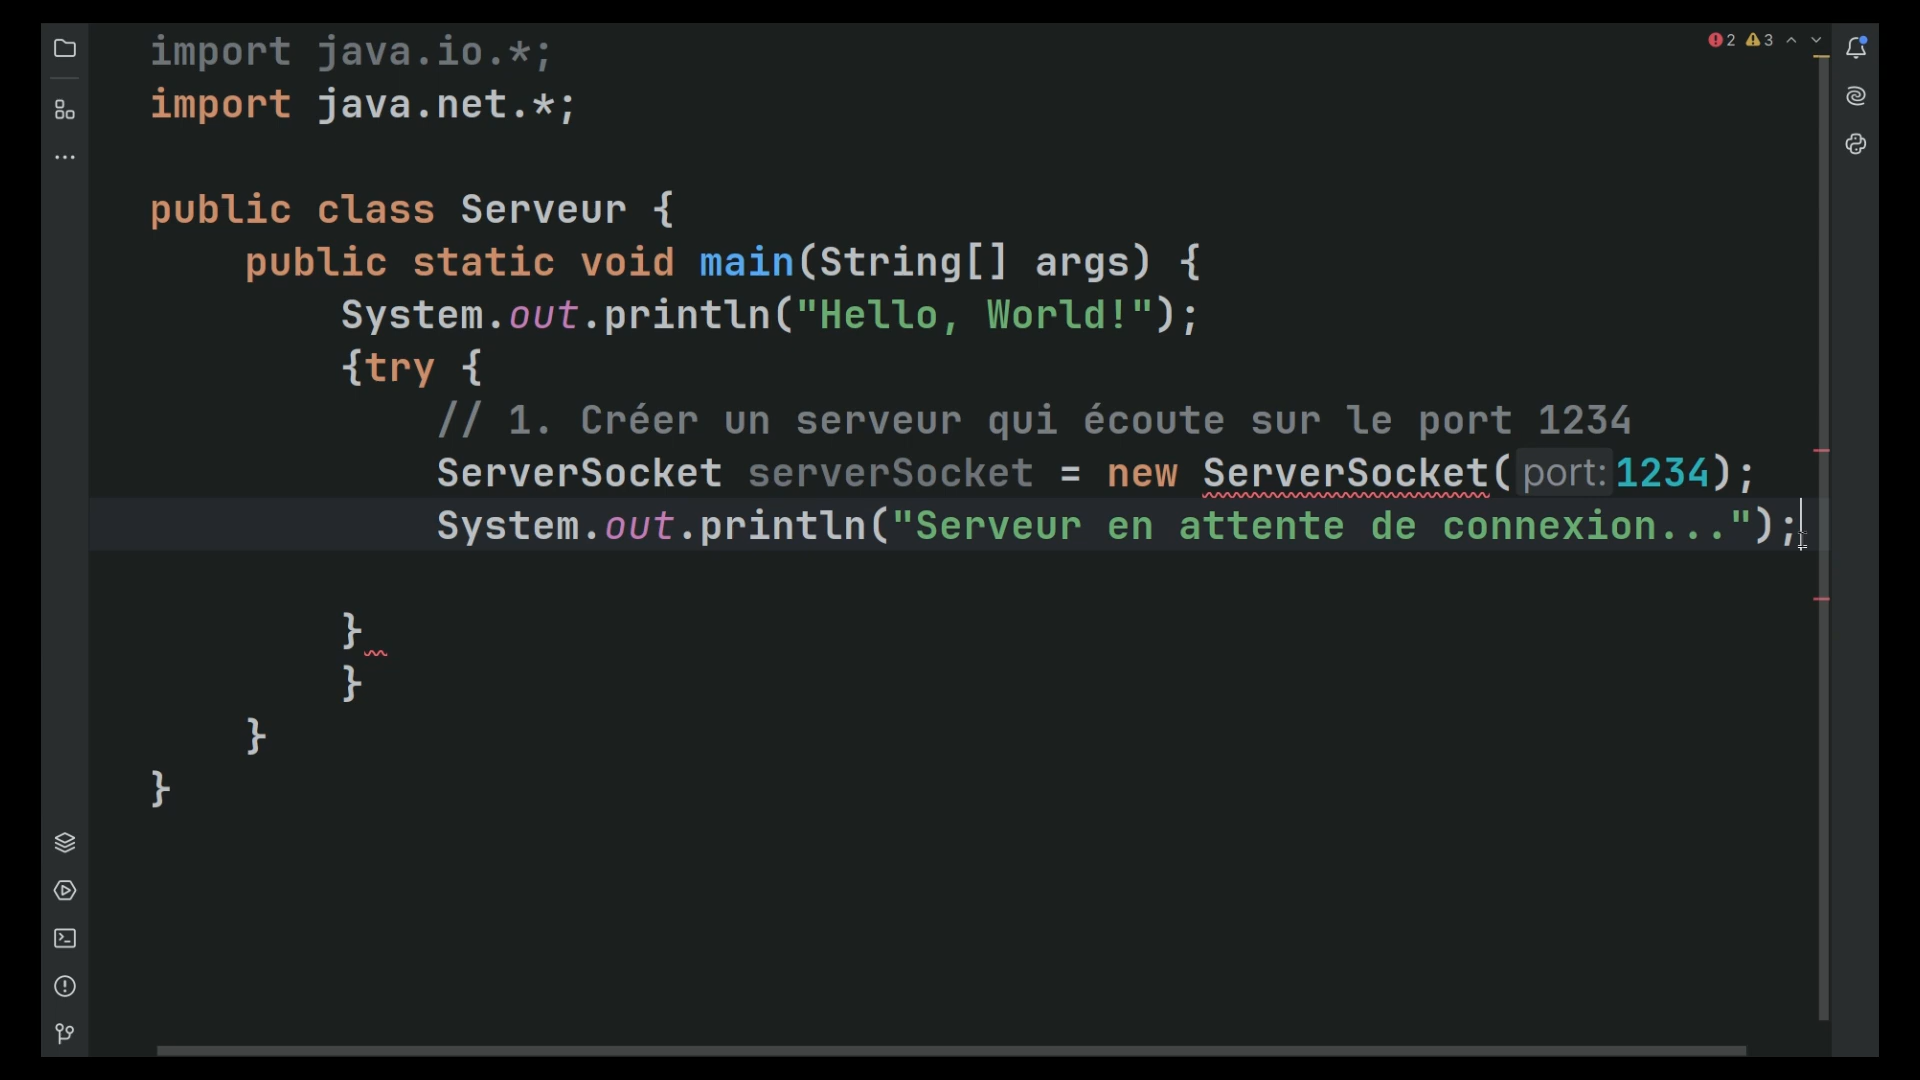 import java.io.*;
2 3
import java.net.*;
public class Serveur {
public static void main(String[] args) {
System.out.println("Hello, World!");
{try {
// 1. Créer un serveur qui écoute sur le port 1234
ServerSocket serverSocket = new ServerSocket( port: 1234);
System.out.println("Serveur en attente de connexion...");
}
}
}
}